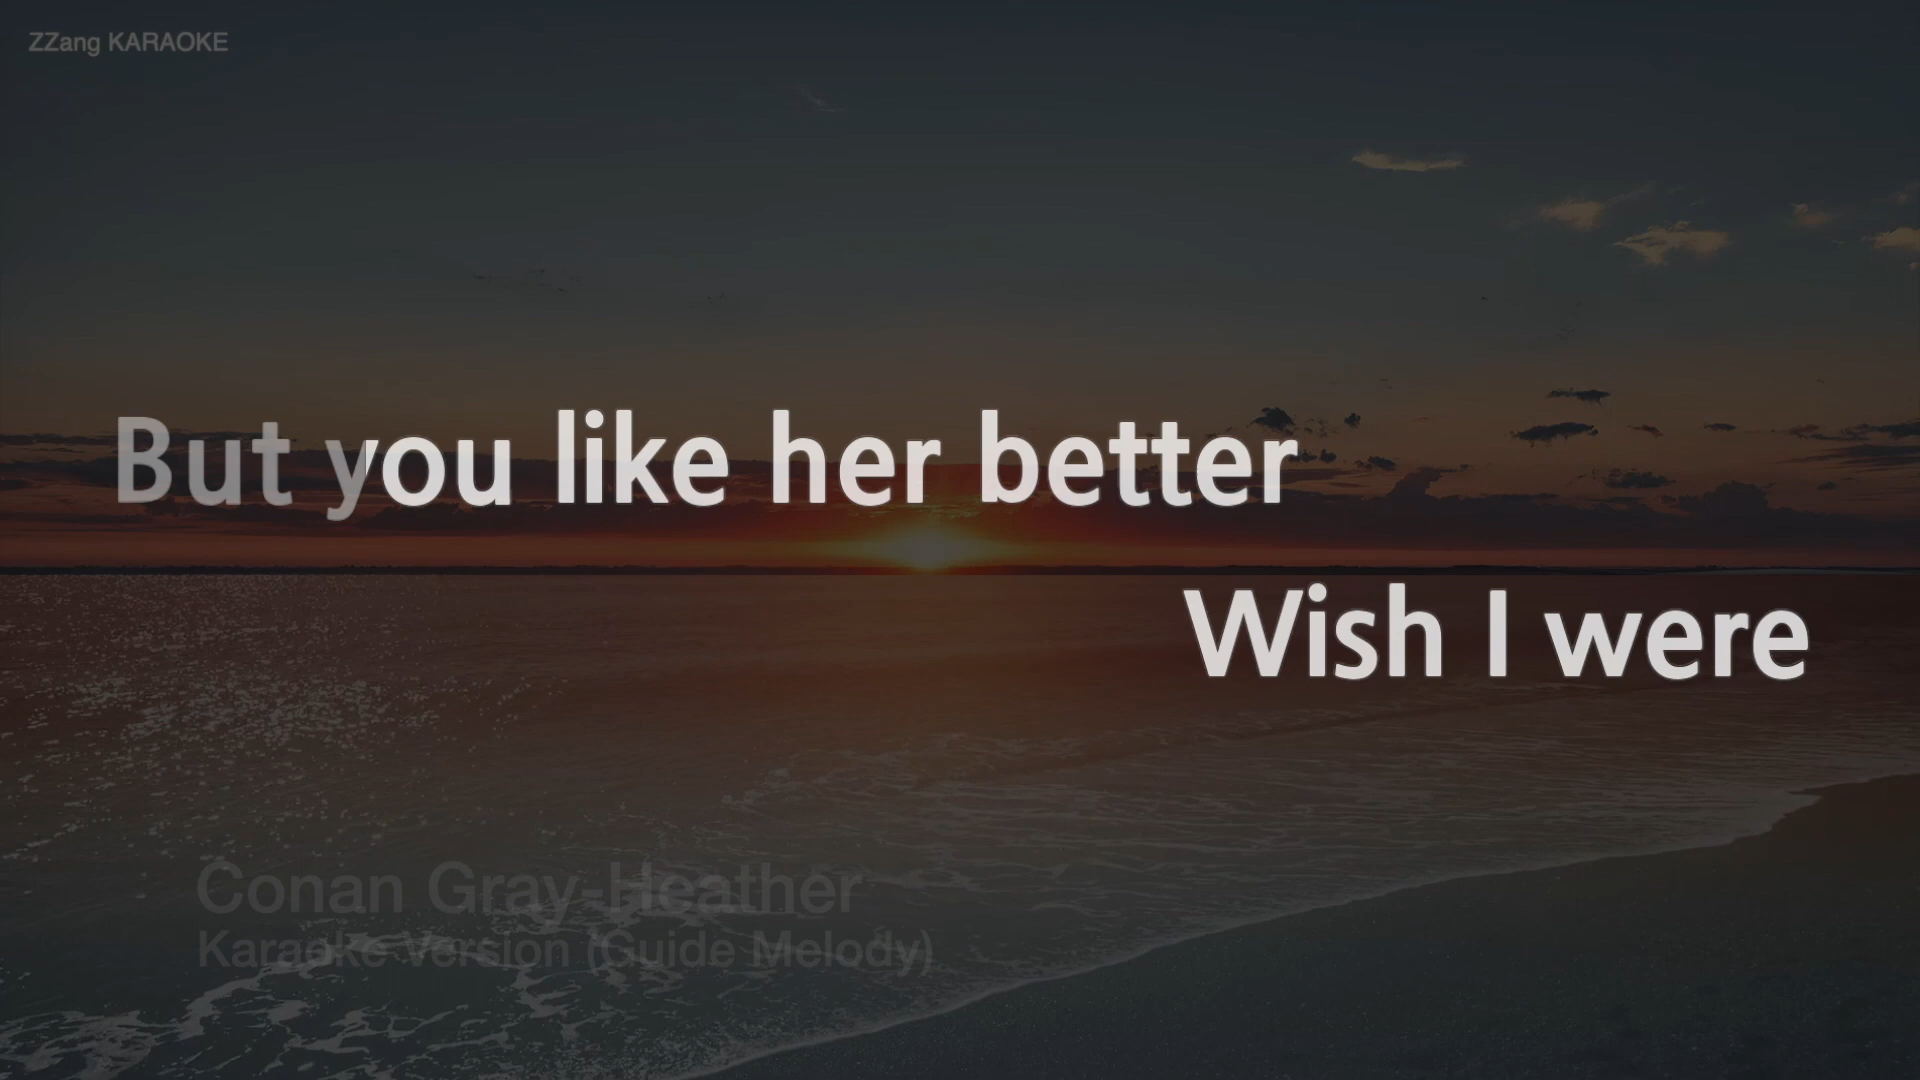 ZZang KARAOKE
But you like her better
Wish I were
Conan Gray-Heather
Karaoke Version (Guide Melody)